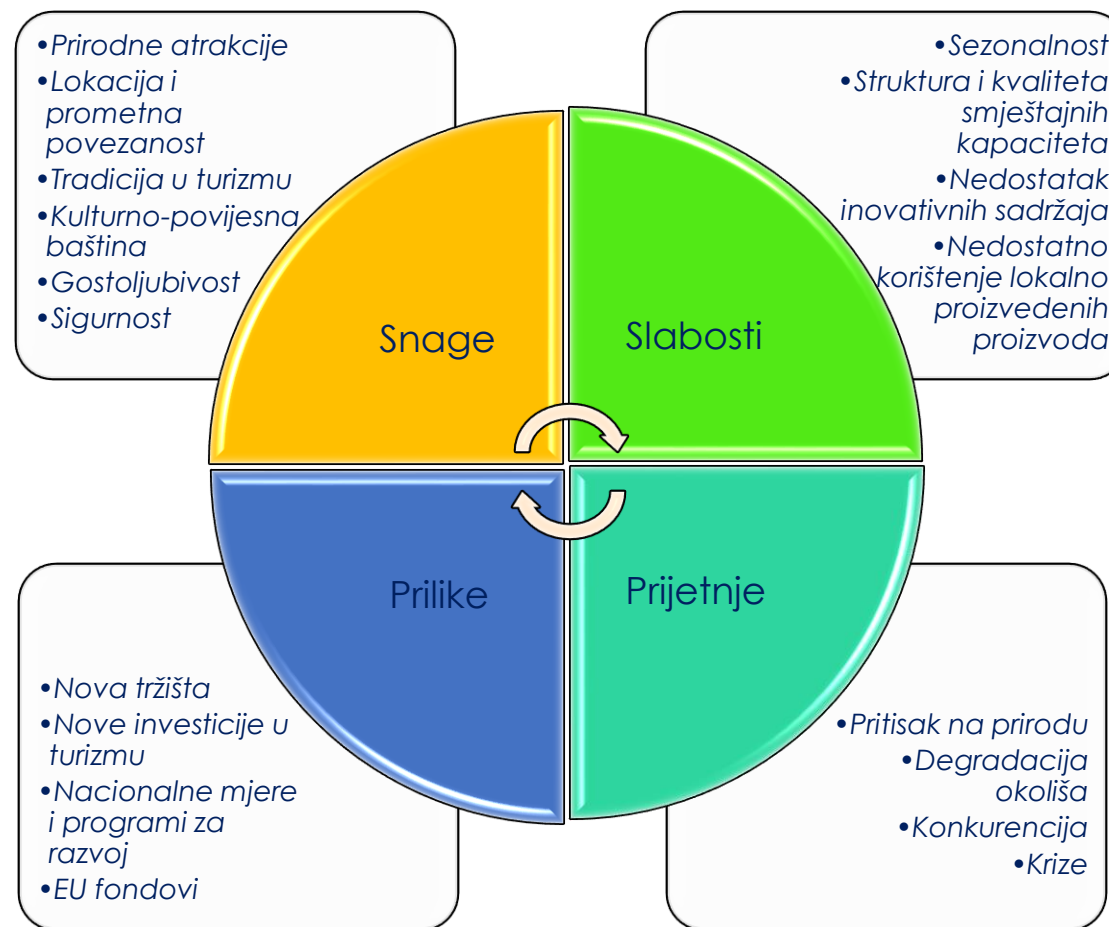 •Prirodne atrakcije
•Lokacija i
prometna
povezanost
•Tradicija u turizmu
•Kulturno-povijesna
baština
•Gostoljubivost
•Sigurnost
Snage
•Sezonalnost
•Struktura i kvaliteta
smještajnih
kapaciteta
•Nedostatak
inovativnih sadržaja
•Nedostatno
korištenje lokalno
proizvedenih
proizvoda
Slabosti
Prilike
•Nova tržišta
•Nove investicije u
turizmu
•Nacionalne mjere
i programi za
razvoj
•EU fondovi
Prijetnje
•Pritisak na prirodu
•Degradacija
okoliša
•Konkurencija
•Krize